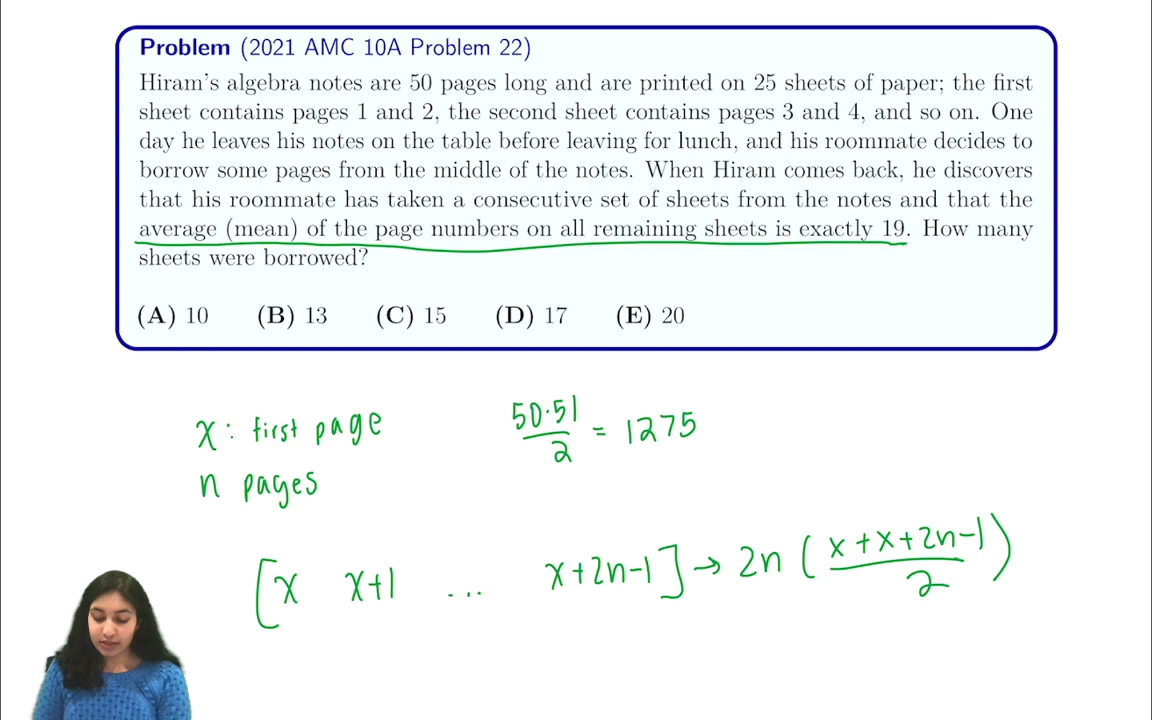 Problem (2021 AMC 10A Problem 22)
Hiram's algebra notes are 50 pages long and are printed on 25 sheets of paper; the first
sheet contains pages 1 and 2, the second sheet contains pages 3 and 4, and so on. One
day he leaves his notes on the table before leaving for lunch, and his roommate decides to
borrow some pages from the middle of the notes. When Hiram comes back, he discovers
that his roommate has taken a consecutive set of sheets from the notes and that the
average (mean) of the page numbers on all remaining sheets is exactly 19. How many
sheets were borrowed?
(A) 10 (B) 13 (C) 15 (D) 17 (E) 20
x: first page
n pages
50·51/2 = 1275
[x x+1 ... x+2n-1] → 2n (x+x+2n-1/2)